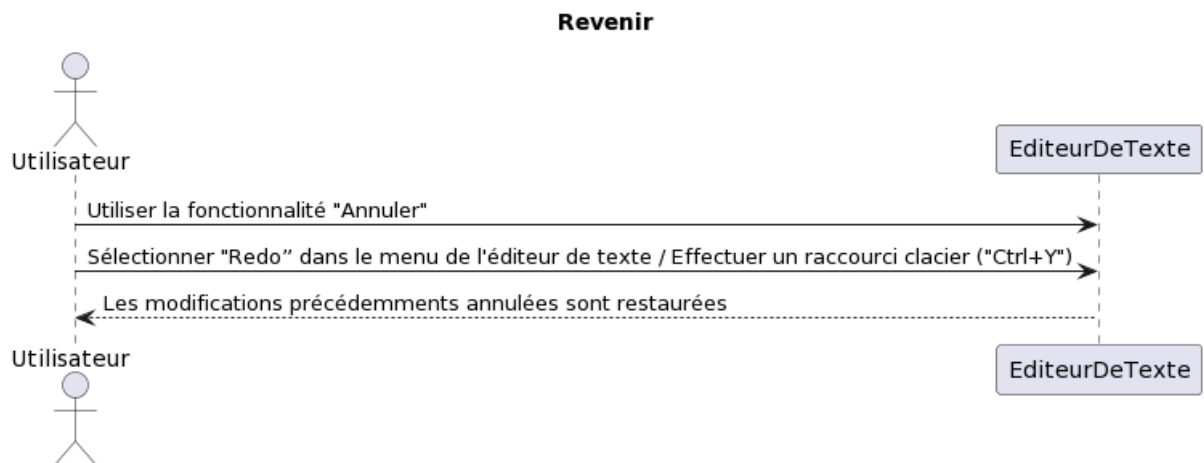 Revenir
Utilisateur
EditeurDeTexte
Utiliser la fonctionnalité "Annuler"
Sélectionner "Redo” dans le menu de l'éditeur de texte / Effectuer un raccourci clacier ("Ctrl+Y")
Les modifications précédemments annulées sont restaurées
Utilisateur
EditeurDeTexte